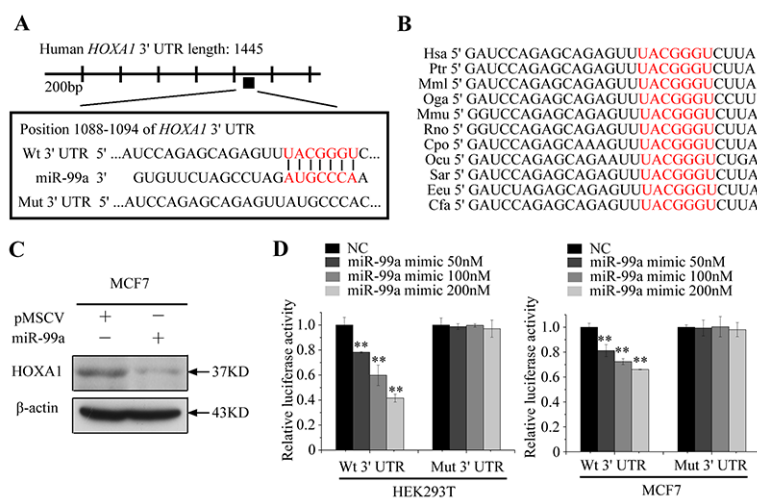 A
Human HOXA1 3' UTR length: 1445
200bp
Position 1088-1094 of HOXA1 3' UTR
Wt 3' UTR 5' ...AUCCAGAGCAGAGUUUACGGGUC...
miR-99a 3' GUGUUCUAGCCUAGAUGCCCAA
Mut 3' UTR 5' ...AUCCAGAGCAGAGUUAUGCCCAC...
B
Hsa 5' GAUCCAGAGCAGAGUUUACGGGUCUUA
Ptr 5' GAUCCAGAGCAGAGUUUACGGGUCUUA
Mml 5' GAUCCAGAGCAGAGUUUACGGGUCUUA
Oga 5' GAUCCAGAGCAGAGUUUACGGGUCCUU
Mmu 5' GGUCCAGAGCAGAGUUUACGGGUCUUA
Rno 5' GGUCCAGAGCAGAGUUUACGGGUCUUA
Cpo 5' GAUCCAGAGCAAAGUUUACGGGUCUUA
Ocu 5' GAUCCAGAGCAGAAUUUACGGGUCUGA
Sar 5' GAUCCAGAGCAGAGUUUACGGGUCUUA
Eeu 5' GAUCUAGAGCAGAGUUUACGGGUCUUA
Cfa 5' GAUCCAGAGCAGAGUUUACGGGUCUUA
C
MCF7
pMSCV + −
miR-99a − +
HOXA1 37KD
β-actin 43KD
D
NC
miR-99a mimic 50nM
miR-99a mimic 100nM
miR-99a mimic 200nM
Relative luciferase activity
1.2
1.0
0.8
0.6
0.4
0.2
0
**
**
**
Wt 3' UTR Mut 3' UTR
HEK293T
NC
miR-99a mimic 50nM
miR-99a mimic 100nM
miR-99a mimic 200nM
Relative luciferase activity
1.2
1.0
0.8
0.6
0.4
0.2
0
** ** **
Wt 3' UTR Mut 3' UTR
MCF7